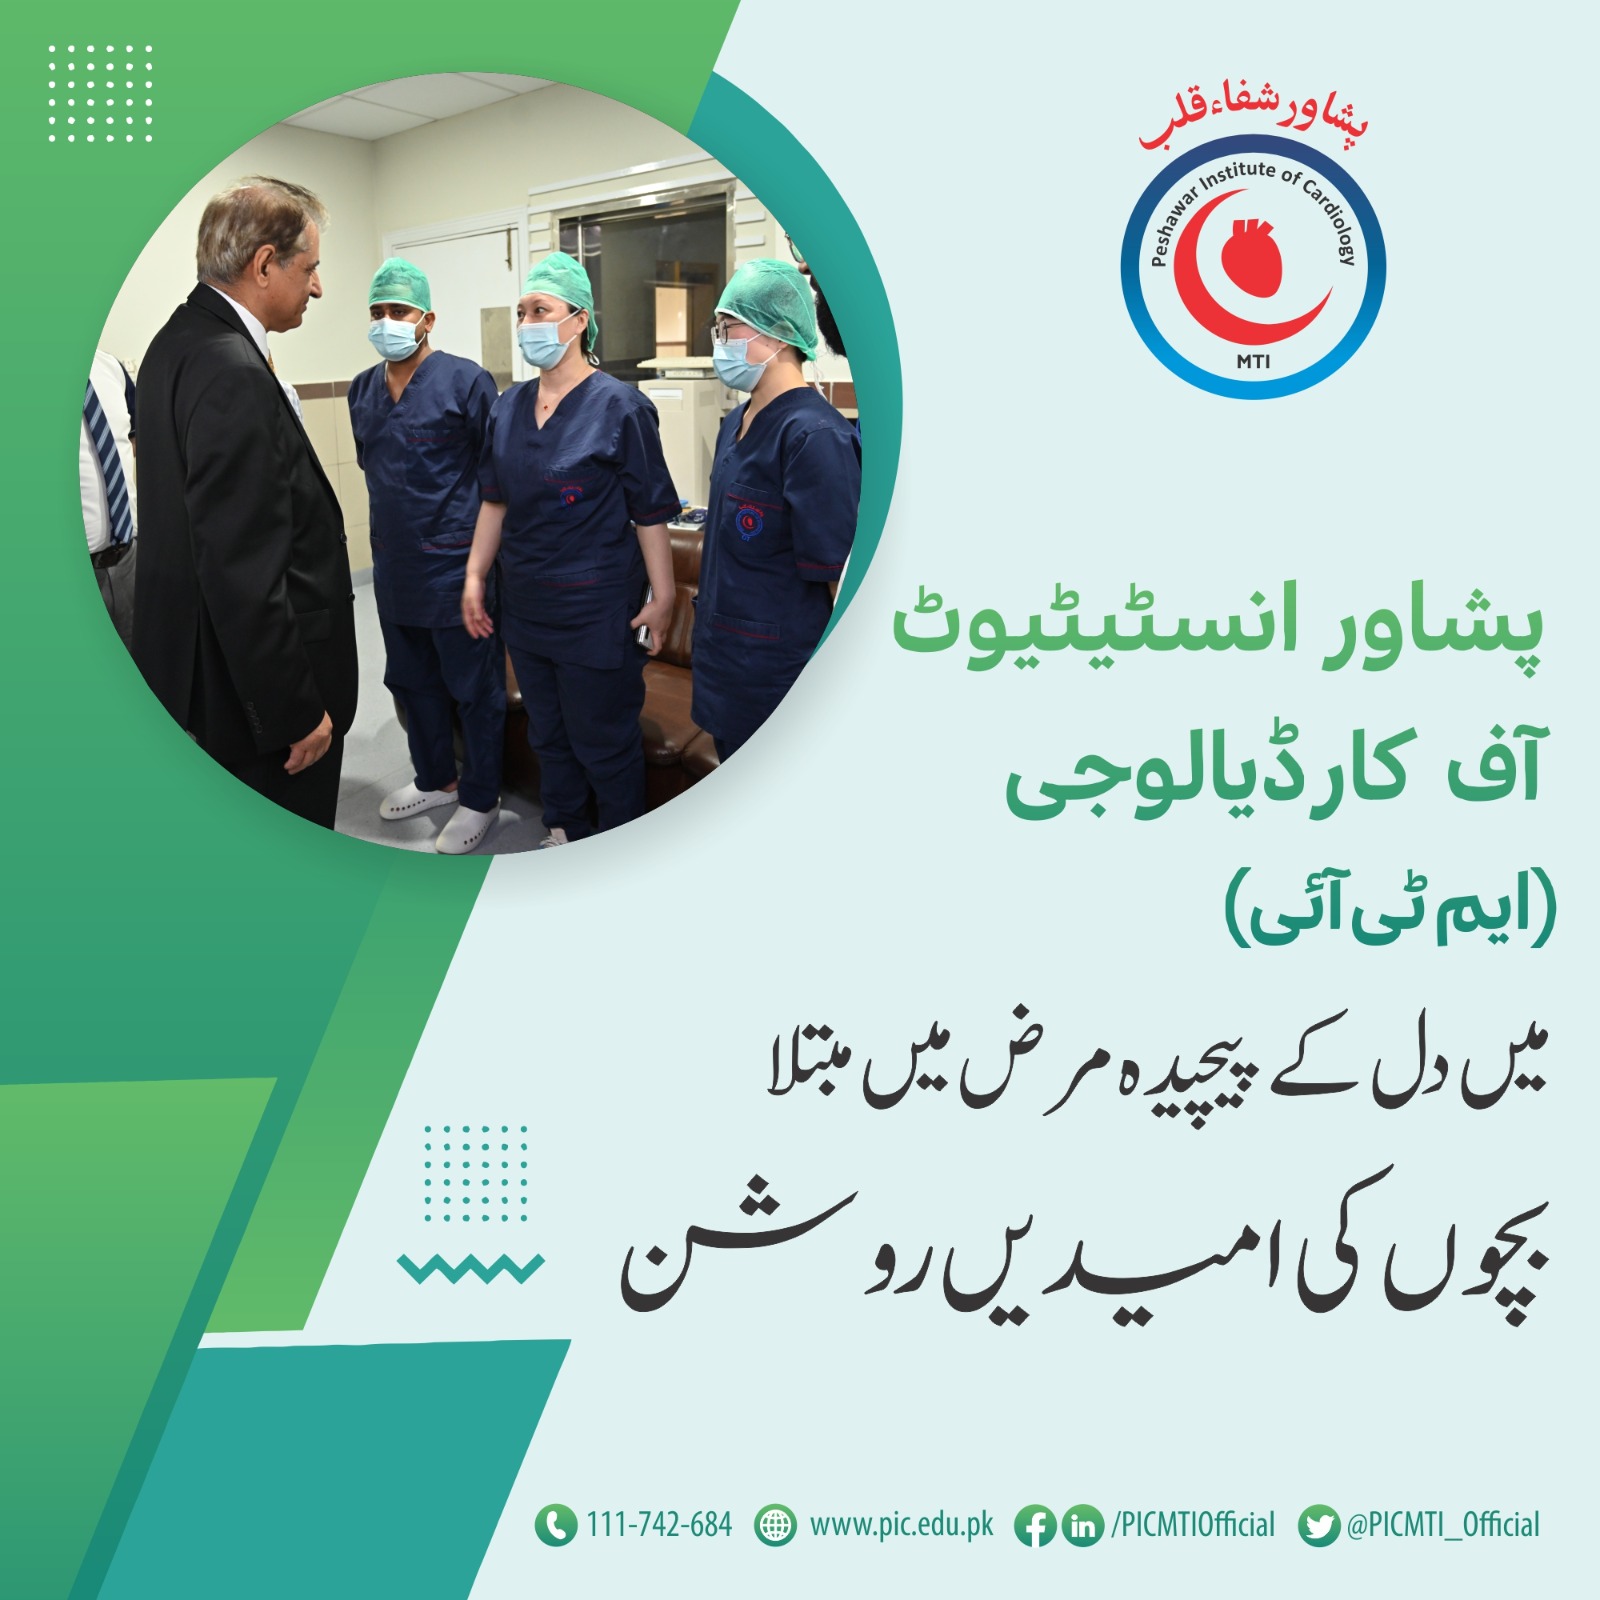 پشاور شفاء قلب
Peshawar Institute of Cardiology
MTI
پشاور انسٹیٹیوٹ
آف کارڈیالوجی
(ایم ٹی آئی)
میں دل کے پیچیدہ مرض میں مبتلا
بچوں کی امیدیں روشن
111-742-684 www.pic.edu.pk /PICMTIOfficial @PICMTI_Official